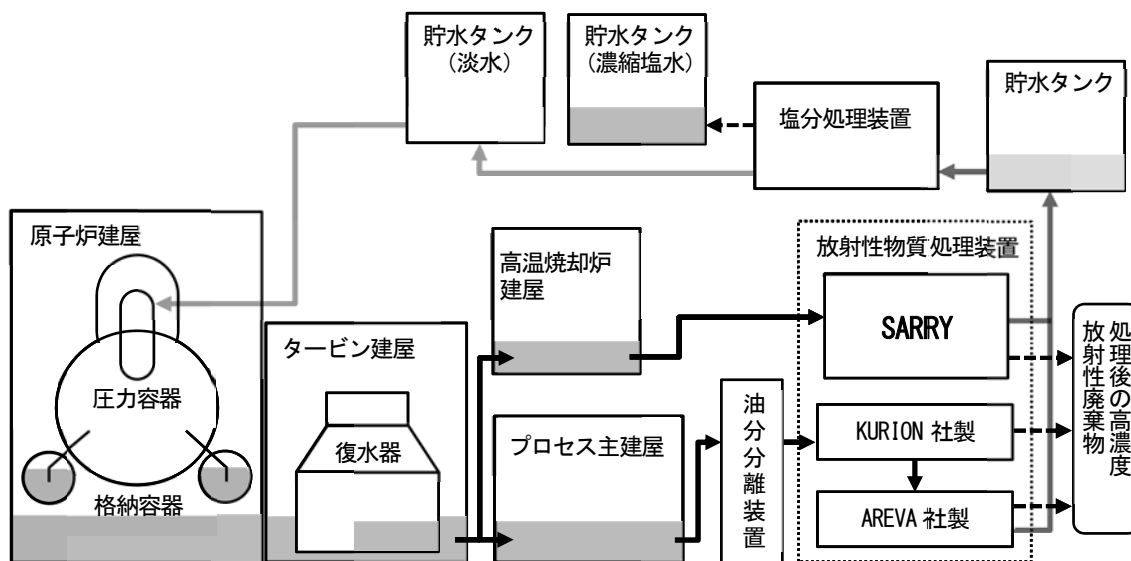 貯水タンク
（淡水）
貯水タンク
（濃縮塩水）
塩分処理装置
貯水タンク
原子炉建屋
圧力容器
格納容器
タービン建屋
復水器
高温焼却炉
建屋
プロセス主建屋
油分分離装置
放射性物質処理装置
SARRY
KURION 社製
AREVA 社製
処理後の高濃度
放射性廃棄物